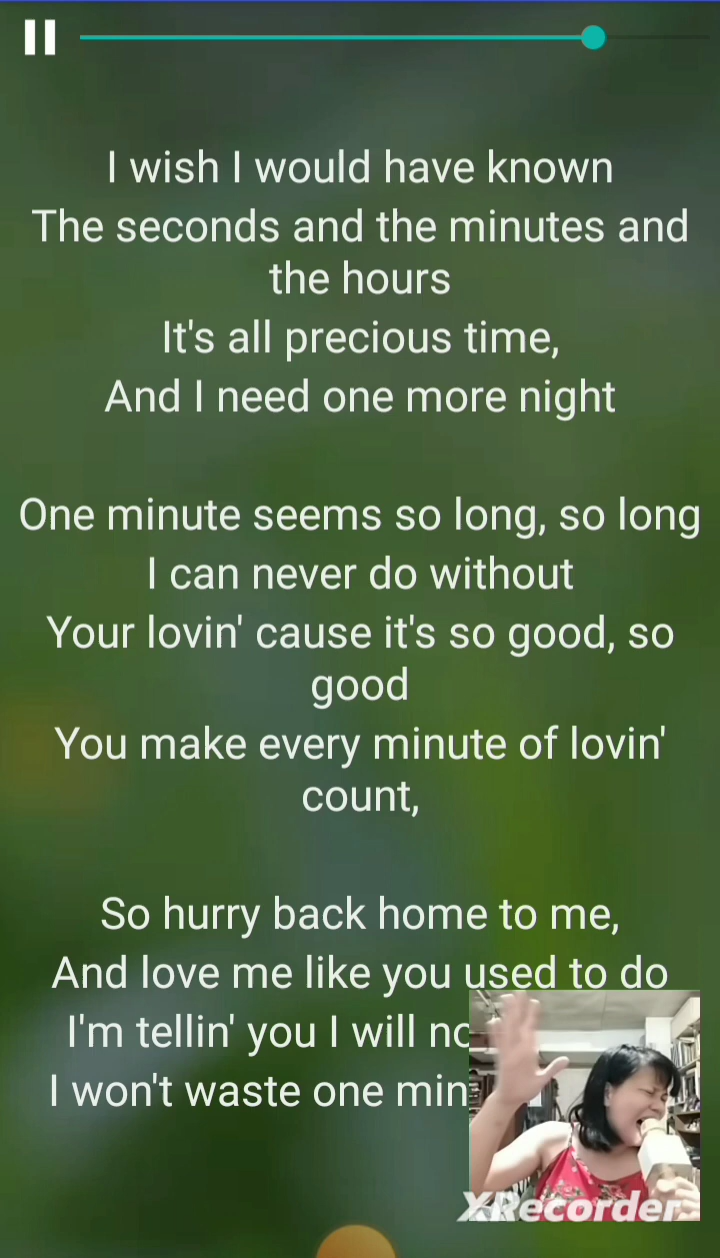 I wish I would have known
The seconds and the minutes and
the hours
It's all precious time,
And I need one more night
One minute seems so long, so long
I can never do without
Your lovin' cause it's so good, so
good
You make every minute of lovin'
count,
So hurry back home to me,
And love me like you used to do
I'm tellin' you I will
I won't waste one
XRecorder